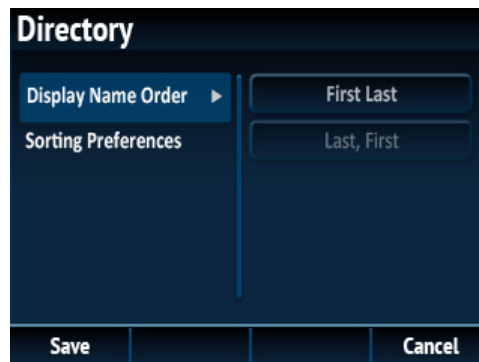 Directory
Display Name Order
First Last
Sorting Preferences
Last, First
Save
Cancel